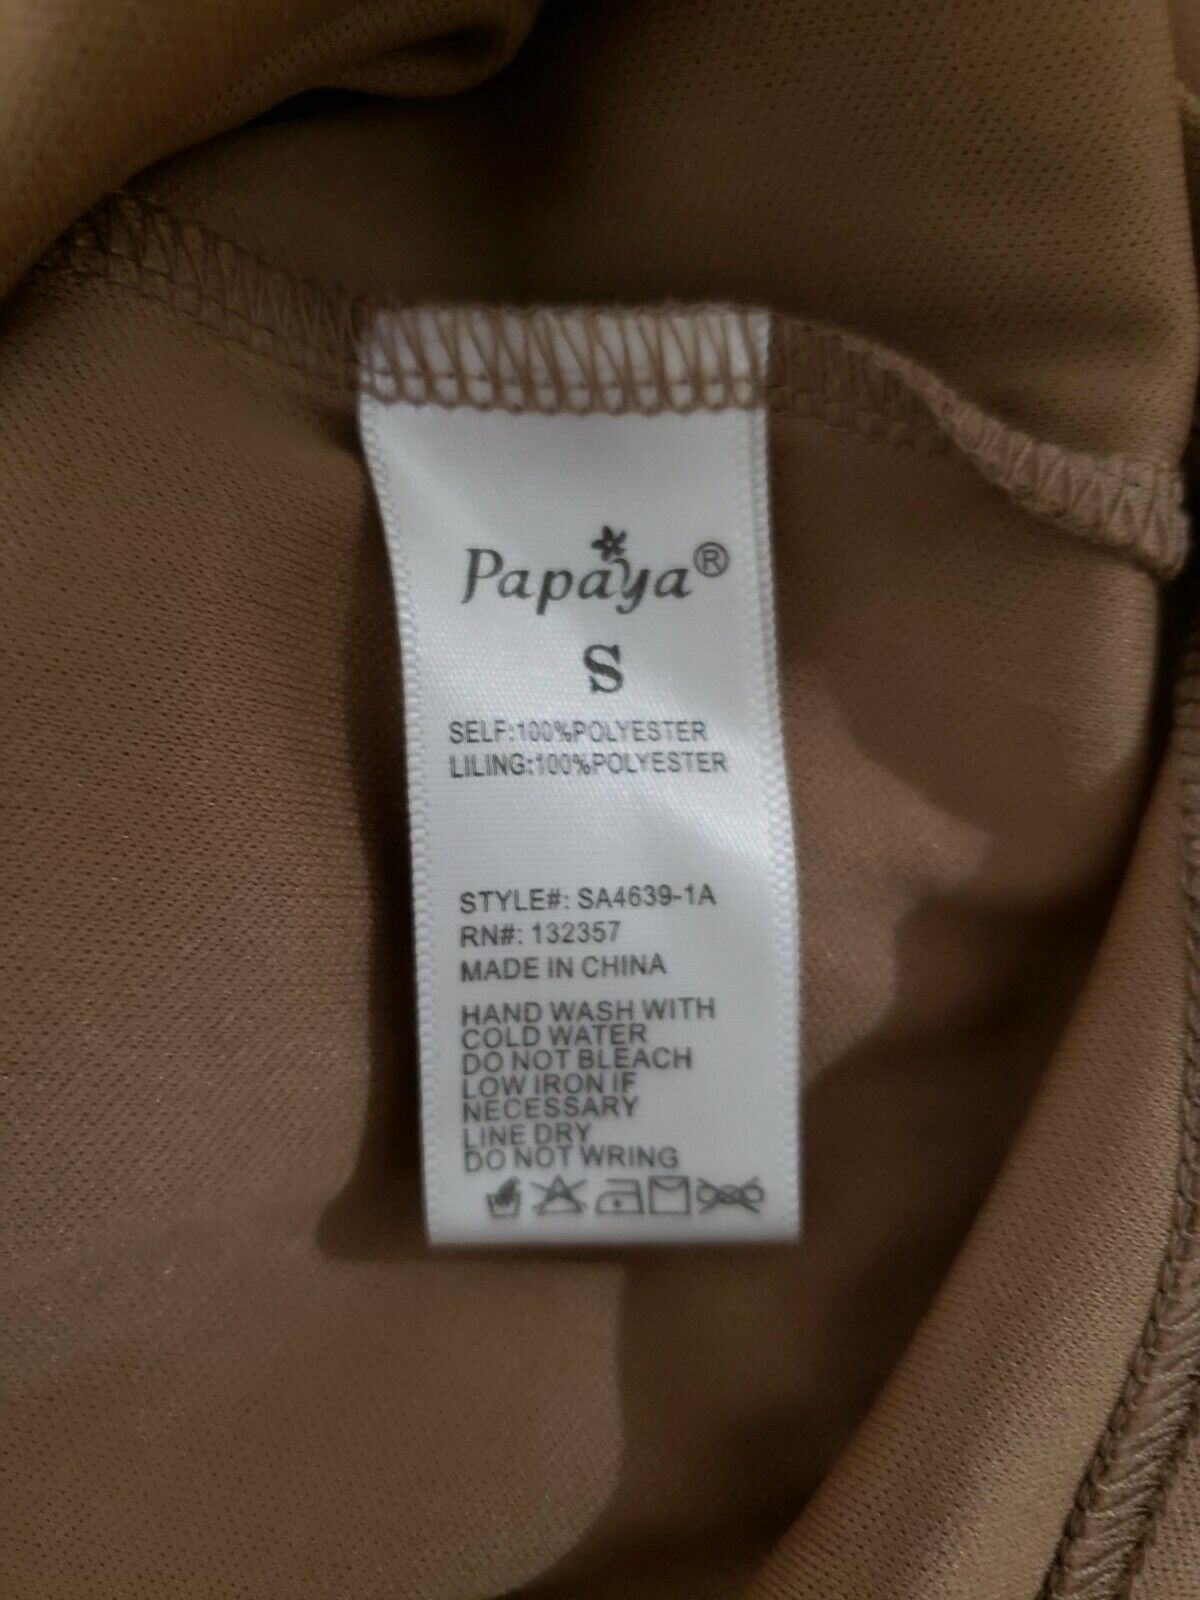 Papaya®
S
SELF:100%POLYESTER
LILING:100%POLYESTER
STYLE#: SA4639-1A
RN#: 132357
MADE IN CHINA
HAND WASH WITH
COLD WATER
DO NOT BLEACH
LOW IRON IF
NECESSARY
LINE DRY
DO NOT WRING